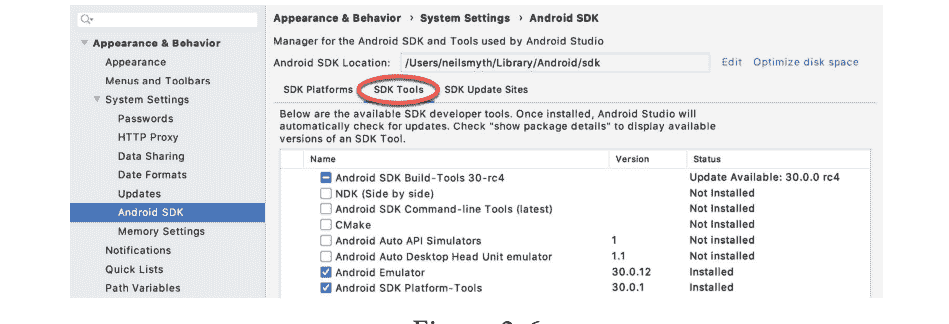 Appearance & Behavior › System Settings › Android SDK
Appearance & Behavior
Manager for the Android SDK and Tools used by Android Studio
Appearance
Android SDK Location: /Users/neilsmyth/Library/Android/sdk Edit Optimize disk space
Menus and Toolbars
SDK Platforms SDK Tools SDK Update Sites
System Settings
Passwords
HTTP Proxy
Data Sharing
Date Formats
Updates
Android SDK
Memory Settings
Notifications
Quick Lists
Path Variables
Below are the available SDK developer tools. Once installed, Android Studio will
automatically check for updates. Check "show package details" to display available
versions of an SDK Tool.
Name Version Status
Android SDK Build-Tools 30-rc4 Update Available: 30.0.0 rc4
NDK (Side by side) Not Installed
Android SDK Command-line Tools (latest) Not Installed
CMake Not Installed
Android Auto API Simulators 1 Not installed
Android Auto Desktop Head Unit emulator 1.1 Not installed
Android Emulator 30.0.12 Installed
Android SDK Platform-Tools 30.0.1 Installed